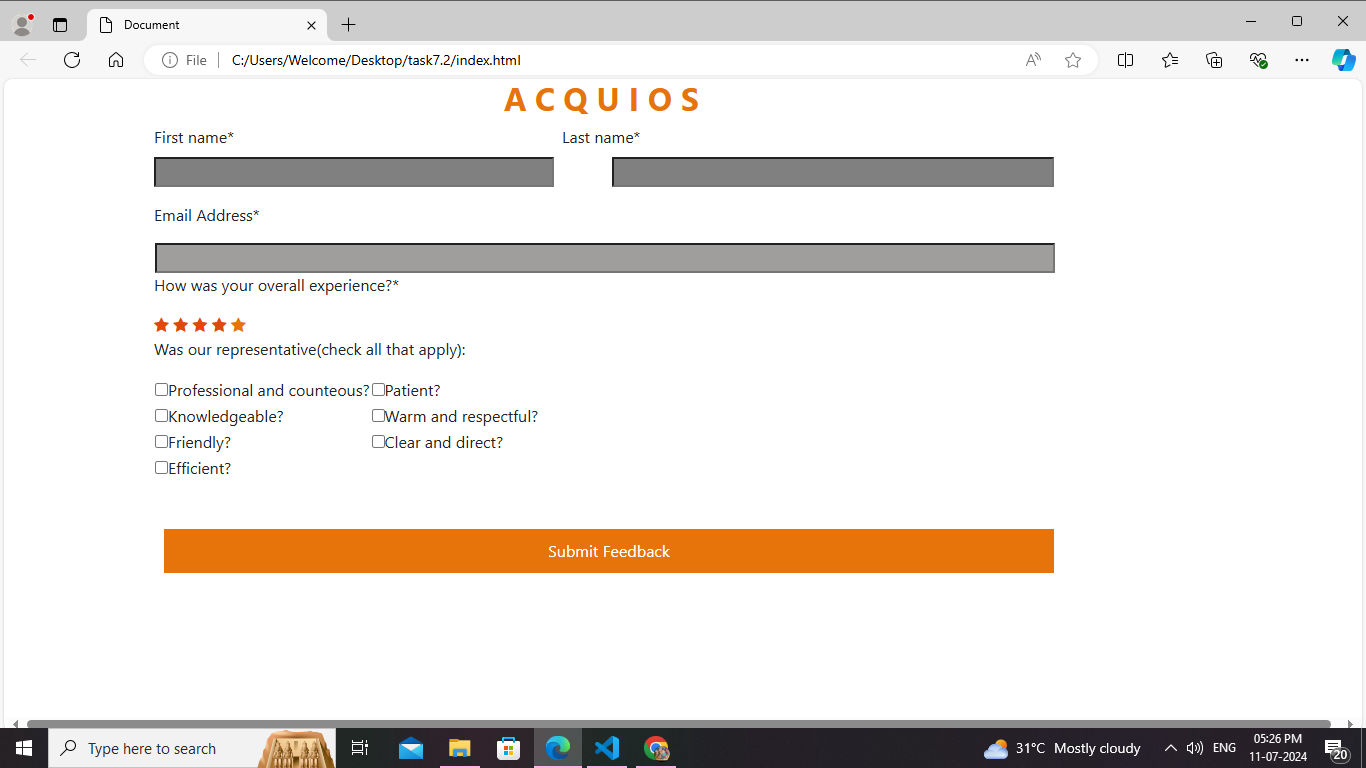 Document
File
C:/Users/Welcome/Desktop/task7.2/index.html
A C Q U I O S
First name* Last name*
Email Address*
How was your overall experience?*
Was our representative(check all that apply):
Professional and counteous? Patient?
Knowledgeable? Warm and respectful?
Friendly? Clear and direct?
Efficient?
Submit Feedback
Type here to search
31°C Mostly cloudy
ENG
05:26 PM
11-07-2024
20